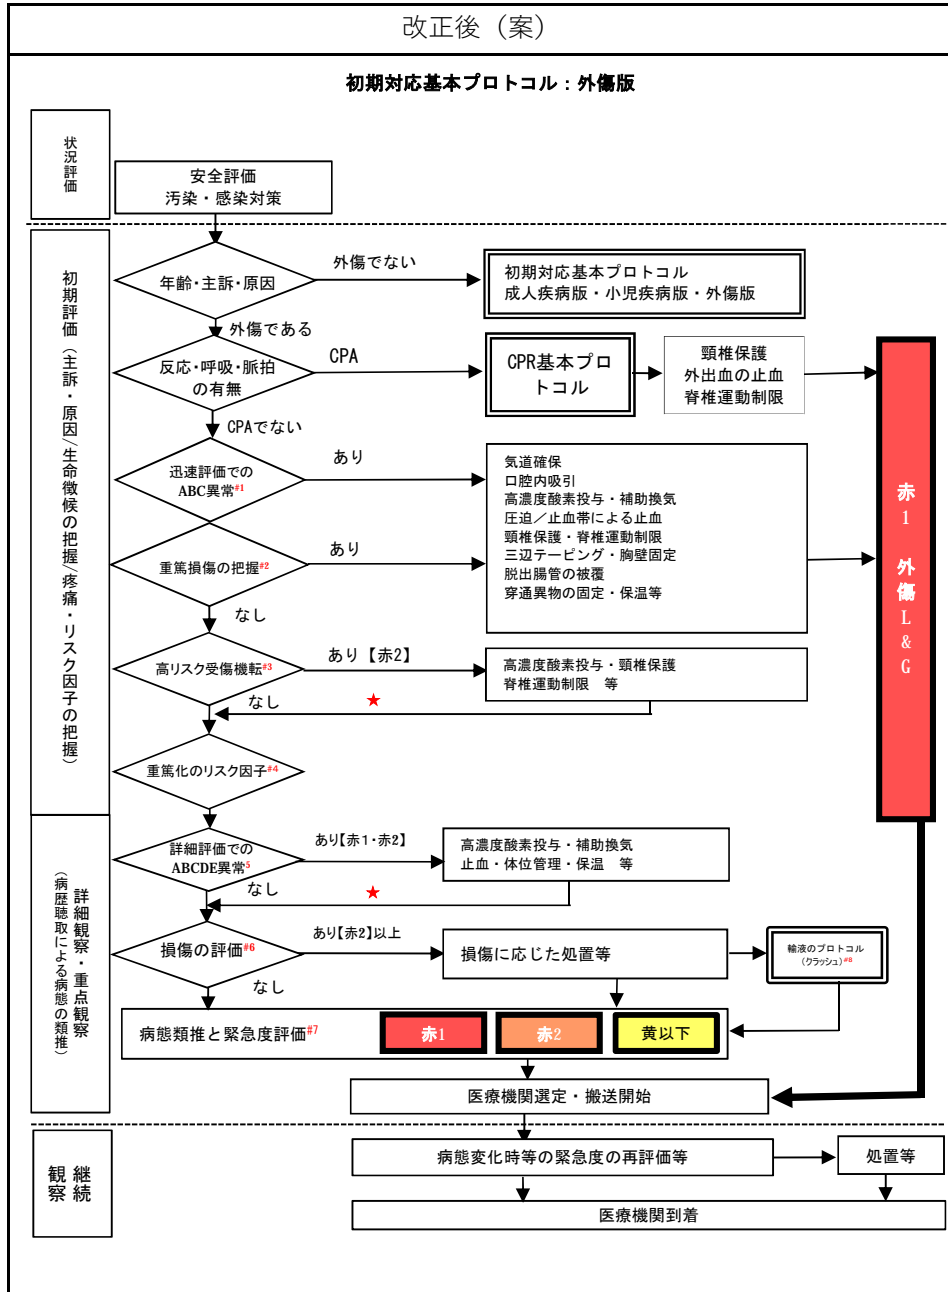 改正後（案）
初期対応基本プロトコル：外傷版
状況評価
安全評価
汚染・感染対策
初期評価（主訴・原因/生命徴候の把握/疼痛・リスク因子の把握）
年齢・主訴・原因
外傷でない
初期対応基本プロトコル
成人疾病版・小児疾病版・外傷版
外傷である
反応・呼吸・脈拍
の有無
CPA
CPR基本プロ
トコル
頸椎保護
外出血の止血
脊椎運動制限
CPAでない
迅速評価での
ABC異常#1
あり
気道確保
口腔内吸引
高濃度酸素投与・補助換気
圧迫／止血帯による止血
頸椎保護・脊椎運動制限
三辺テーピング・胸壁固定
脱出腸管の被覆
穿通異物の固定・保温等
赤1 外傷L&G
重篤損傷の把握#2
あり
なし
高リスク受傷機転#3
あり【赤2】
高濃度酸素投与・頸椎保護
脊椎運動制限　等
なし
★
重篤化のリスク因子#4
詳細観察・重点観察
（病歴聴取による病態の類推）
詳細評価での
ABCDE異常5
あり【赤1・赤2】
高濃度酸素投与・補助換気
止血・体位管理・保温　等
なし
★
損傷の評価#6
あり【赤2】以上
損傷に応じた処置等
輸液のプロトコル
（クラッシュ）#8
なし
病態類推と緊急度評価#7
赤1
赤2
黄以下
医療機関選定・搬送開始
継続
観察
病態変化時等の緊急度の再評価等
処置等
医療機関到着